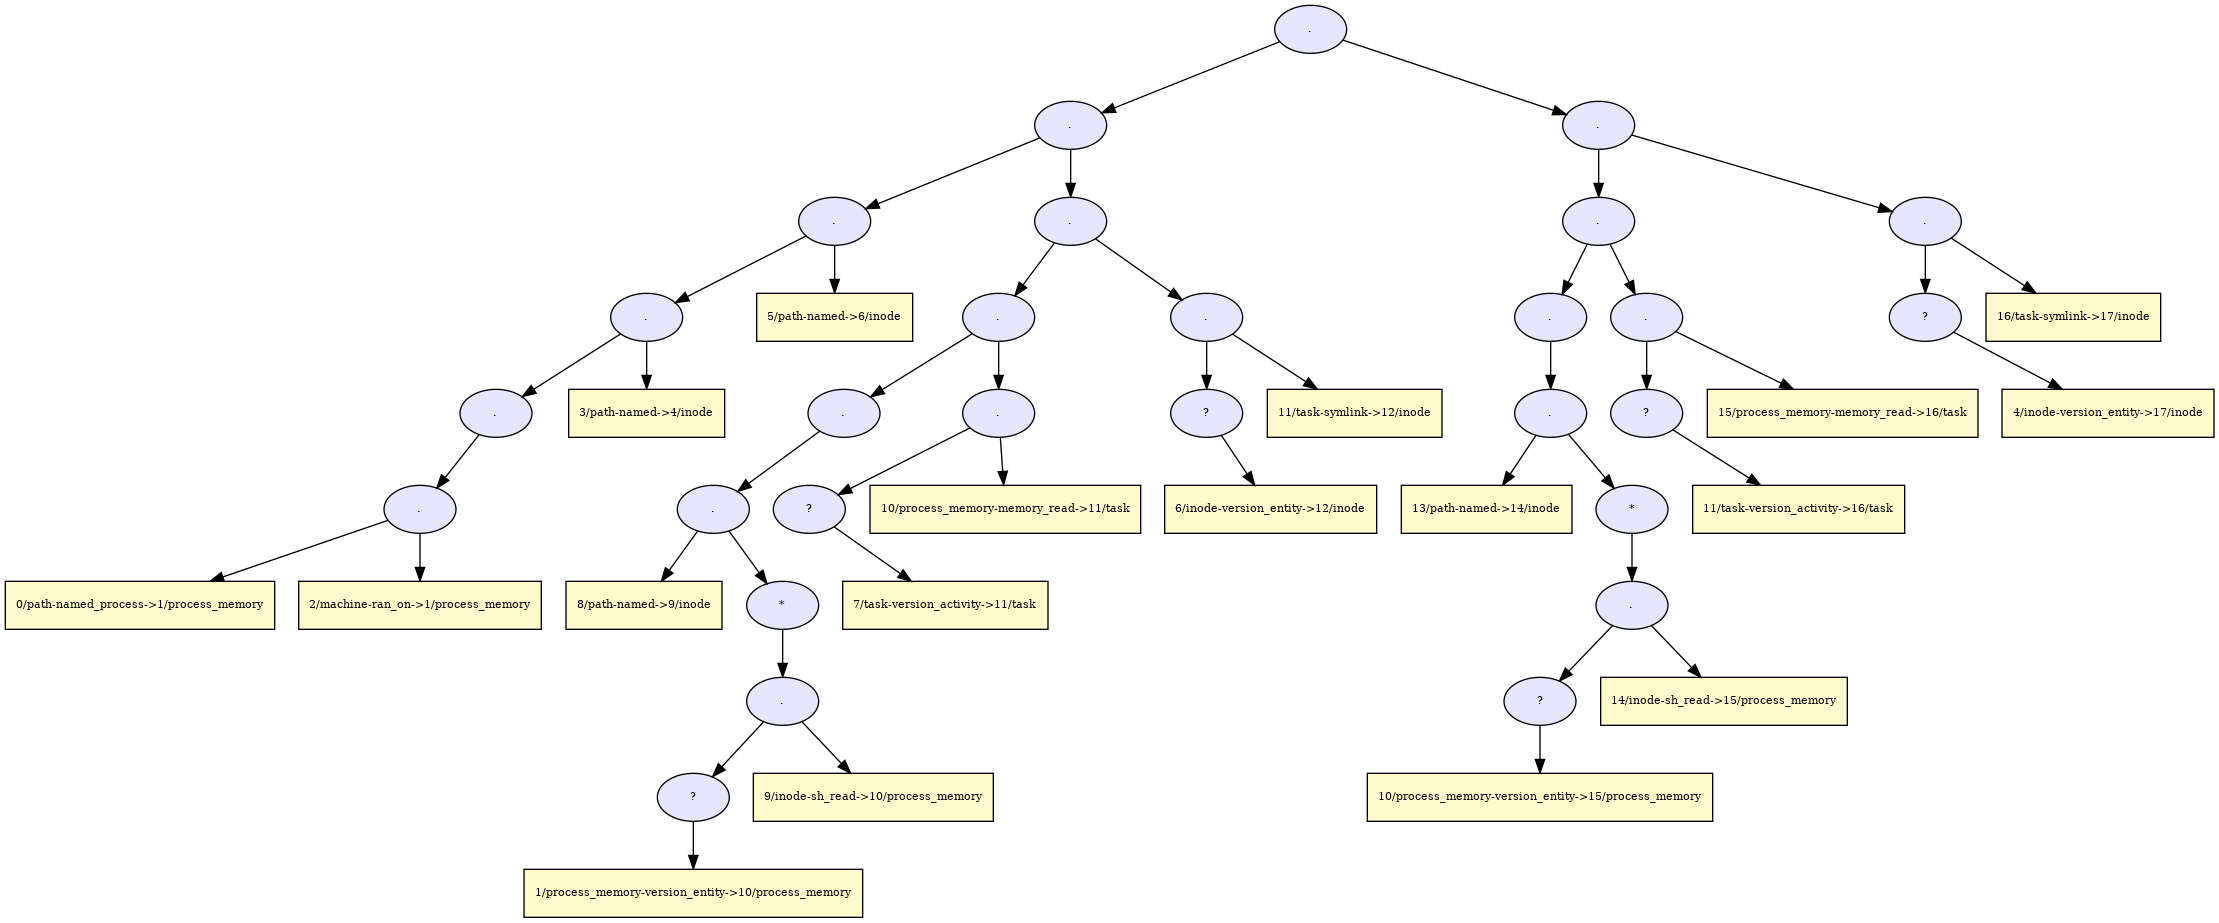 .
.
.
.
.
.
.
5/path-named->6/inode
.
.
.
.
?
16/task-symlink->17/inode
.
3/path-named->4/inode
.
.
?
11/task-symlink->12/inode
.
?
15/process_memory-memory_read->16/task
4/inode-version_entity->17/inode
.
.
?
10/process_memory-memory_read->11/task
6/inode-version_entity->12/inode
13/path-named->14/inode
*
11/task-version_activity->16/task
0/path-named_process->1/process_memory
2/machine-ran_on->1/process_memory
8/path-named->9/inode
*
7/task-version_activity->11/task
.
.
?
14/inode-sh_read->15/process_memory
?
9/inode-sh_read->10/process_memory
10/process_memory-version_entity->15/process_memory
1/process_memory-version_entity->10/process_memory